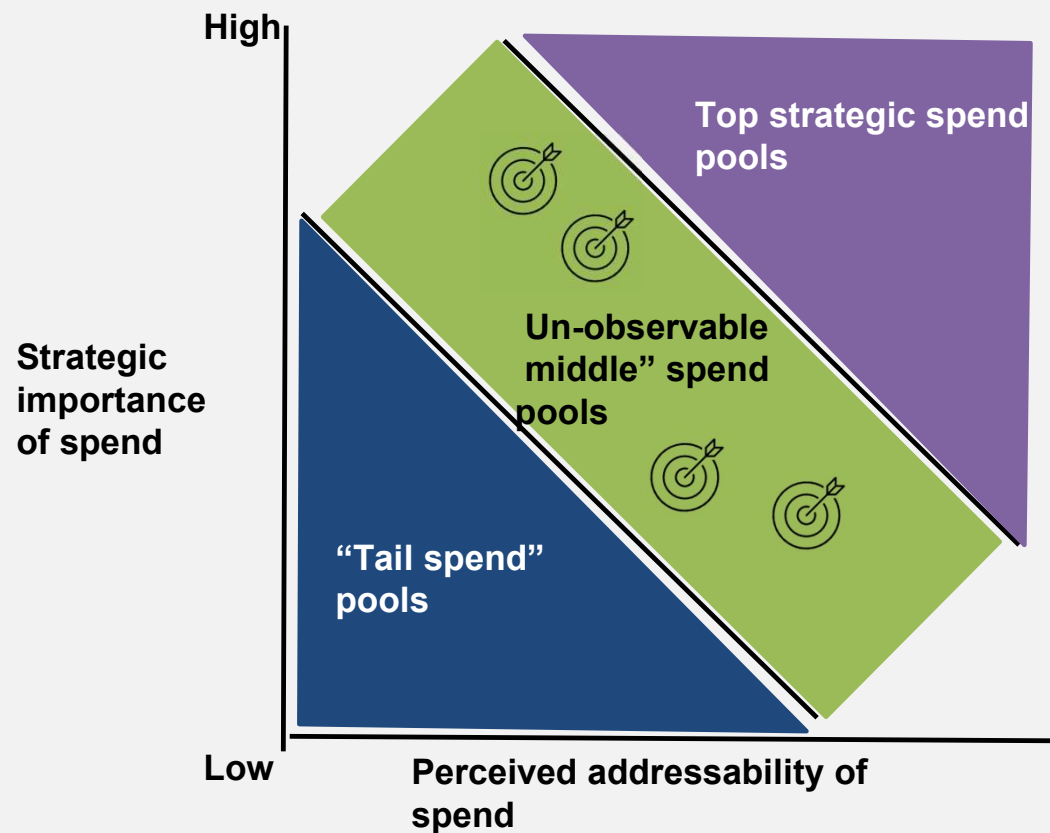 High
Top strategic spend
pools
Un-observable
middle” spend
pools
Strategic
importance
of spend
“Tail spend”
pools
Low
Perceived addressability of
spend